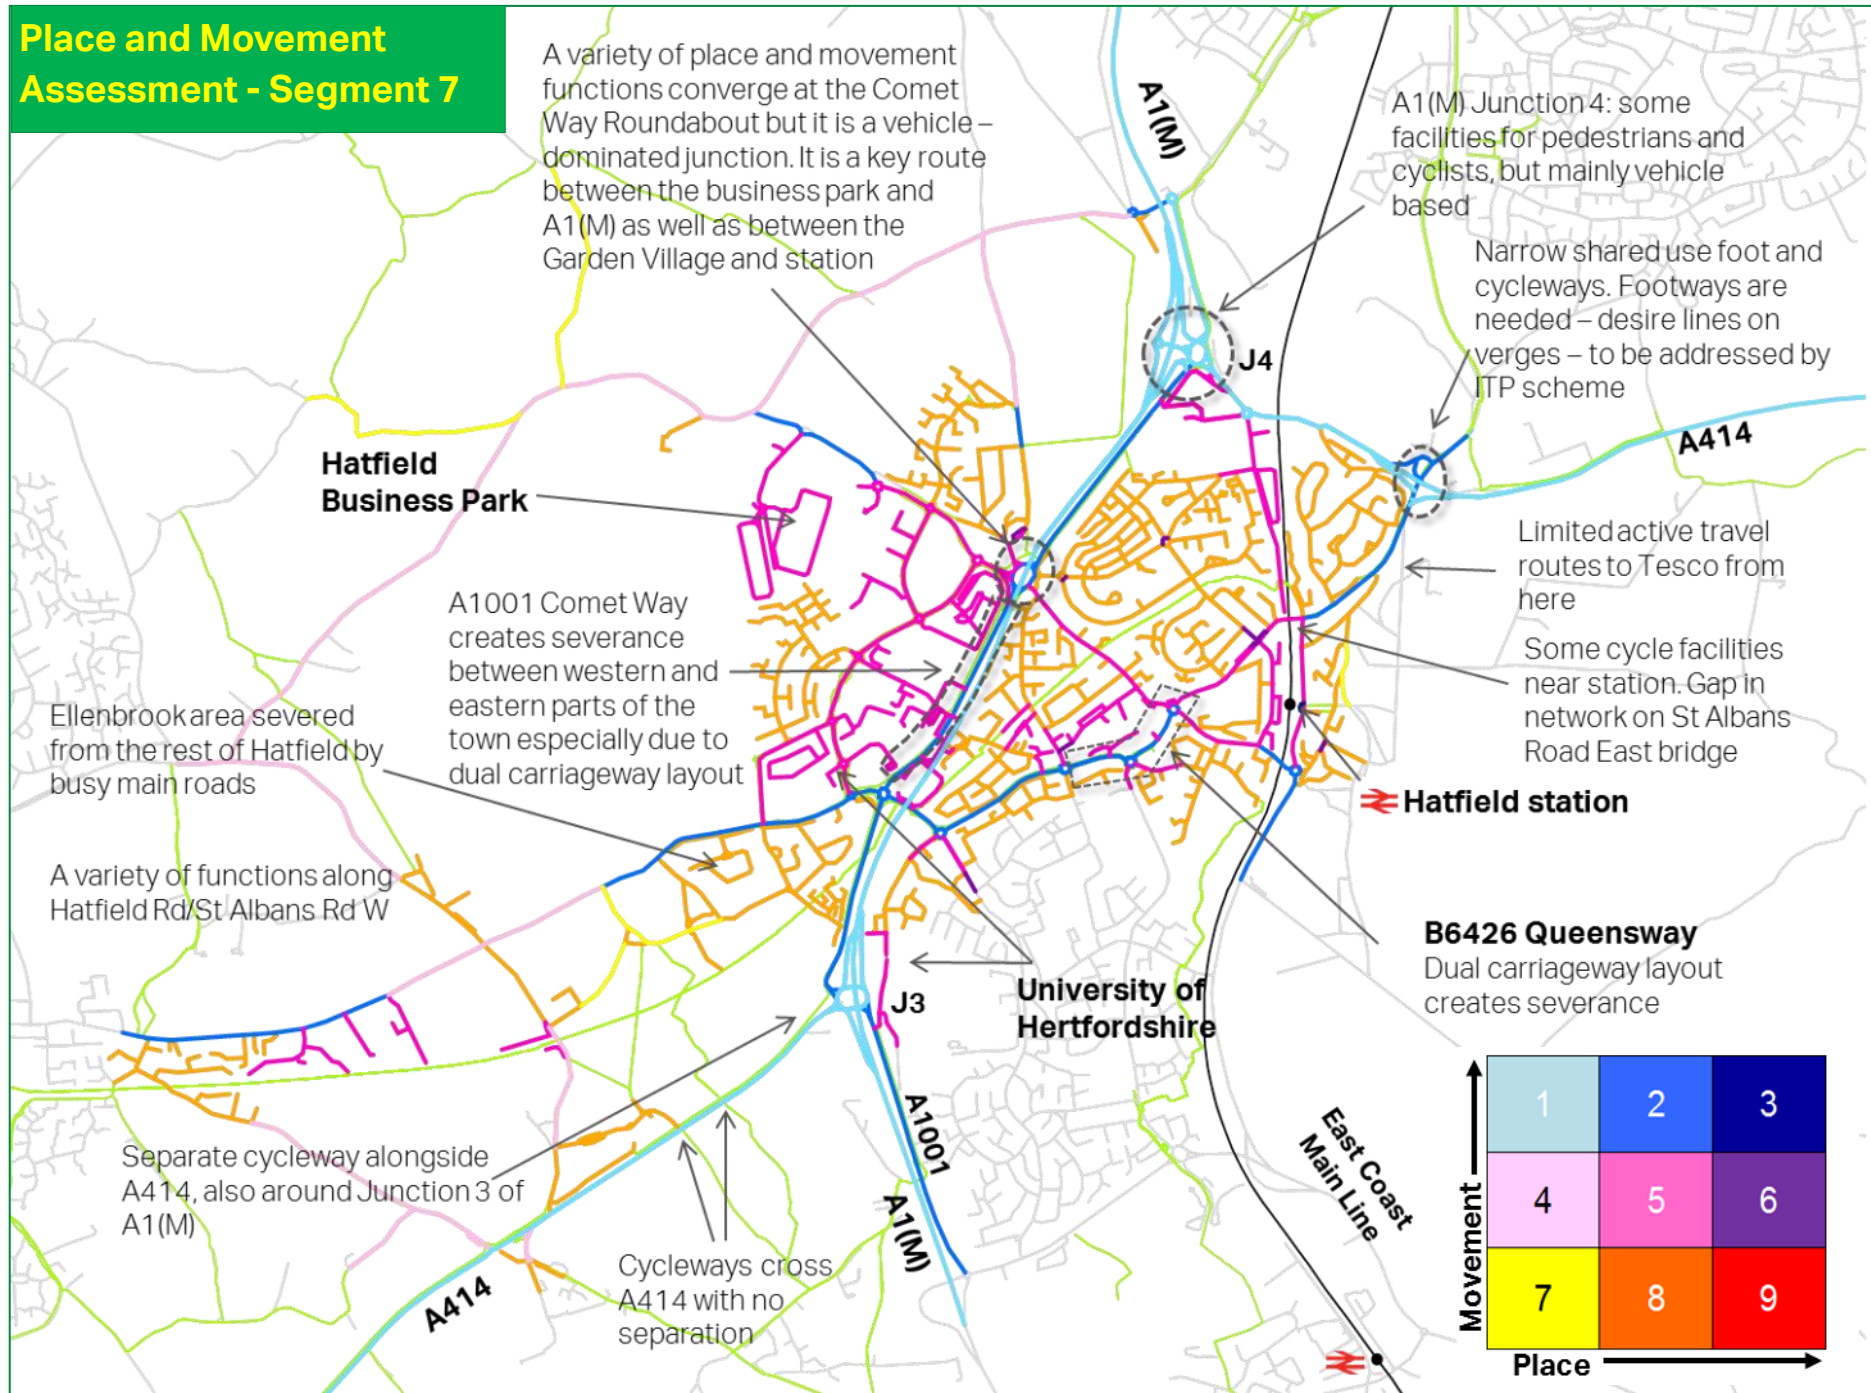 Place and Movement
Assessment - Segment 7
A variety of place and movement
functions converge at the Comet
Way Roundabout but it is a vehicle –
dominated junction. It is a key route
between the business park and
A1(M) as well as between the
Garden Village and station
A1(M)
A1(M) Junction 4: some
facilities for pedestrians and
cyclists, but mainly vehicle
based
Narrow shared use foot and
cycleways. Footways are
needed – desire lines on
verges – to be addressed by
ITP scheme
J4
A414
Hatfield
Business Park
Limited active travel
routes to Tesco from
here
A1001 Comet Way
creates severance
between western and
eastern parts of the
town especially due to
dual carriageway layout
Some cycle facilities
near station. Gap in
network on St Albans
Road East bridge
Ellenbrook area severed
from the rest of Hatfield by
busy main roads
Hatfield station
A variety of functions along
Hatfield Rd/St Albans Rd W
B6426 Queensway
Dual carriageway layout
creates severance
University of
Hertfordshire
J3
A1001
A1(M)
East Coast
Main Line
Separate cycleway alongside
A414, also around Junction 3 of
A1(M)
Cycleways cross
A414 with no
separation
A414
Movement
1 2 3
4 5 6
7 8 9
Place